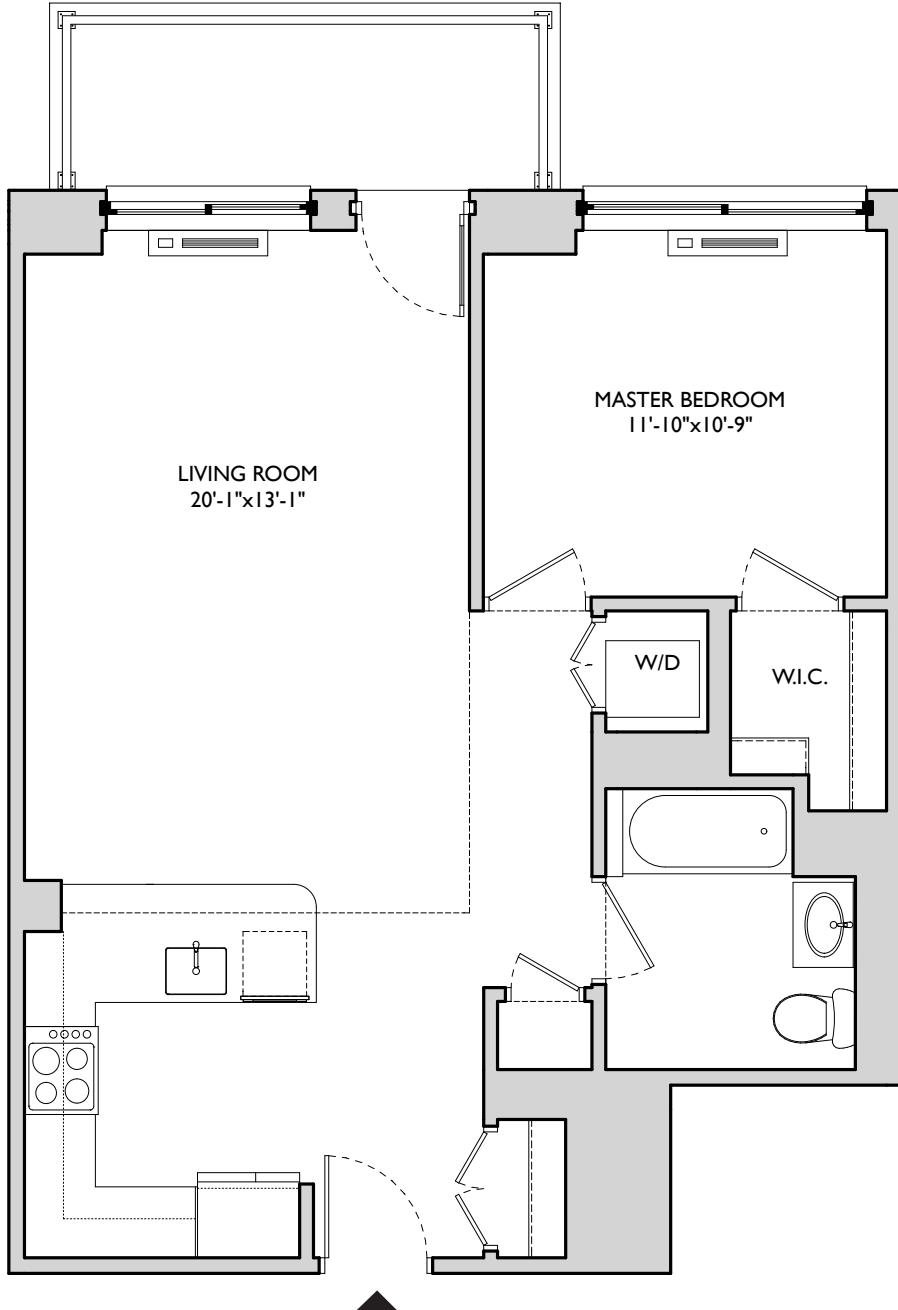 MASTER BEDROOM
11'-10"x10'-9"
LIVING ROOM
20'-1"x13'-1"
W/D
W.I.C.